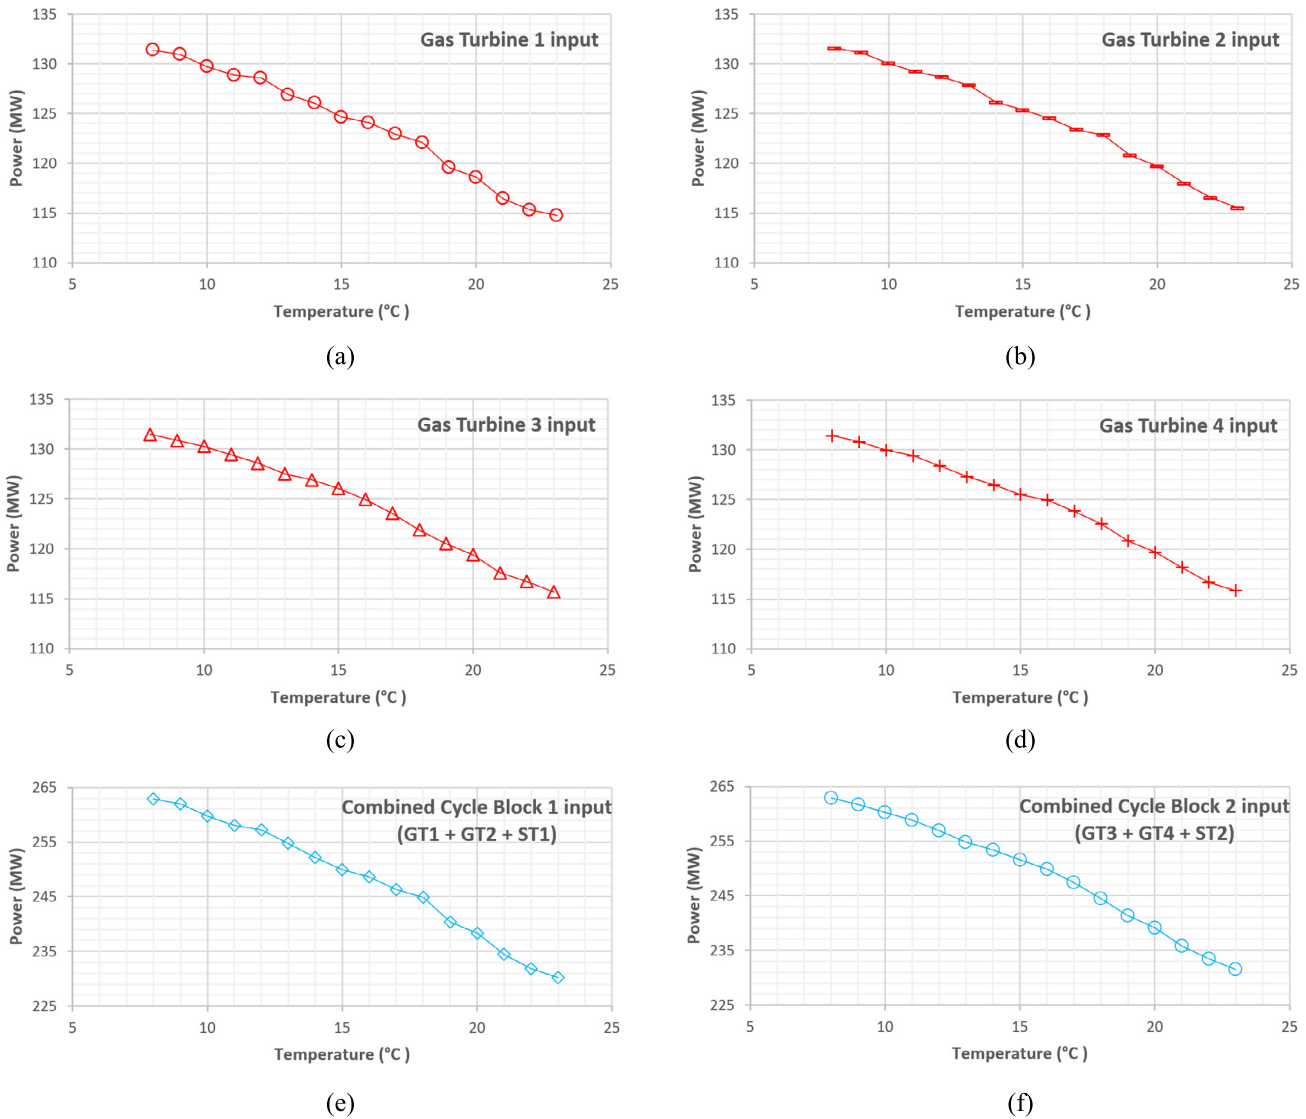 135
130
125
120
115
110
5
10
15
20
25
Power (MW)
Temperature (°C )
Gas Turbine 1 input
(a)
135
130
125
120
115
110
5
10
15
20
25
Power (MW)
Temperature (°C )
Gas Turbine 2 input
(b)
135
130
125
120
115
110
5
10
15
20
25
Power (MW)
Temperature (°C )
Gas Turbine 3 input
(c)
135
130
125
120
115
110
5
10
15
20
25
Power (MW)
Temperature (°C )
Gas Turbine 4 input
(d)
265
255
245
235
225
5
10
15
20
25
Power (MW)
Temperature (°C )
Combined Cycle Block 1 input
(GT1 + GT2 + ST1)
(e)
265
255
245
235
225
5
10
15
20
25
Power (MW)
Temperature (°C )
Combined Cycle Block 2 input
(GT3 + GT4 + ST2)
(f)